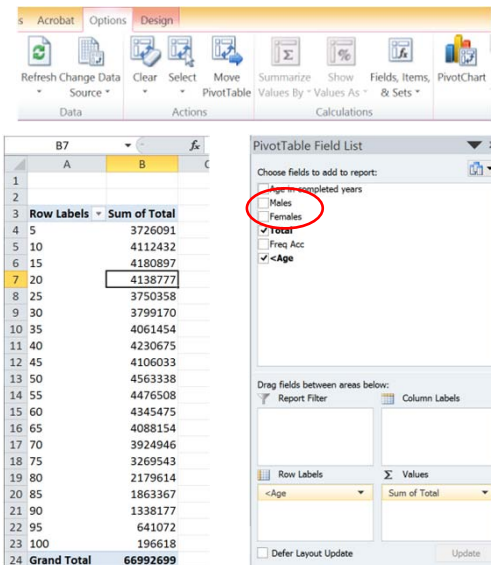 s Acrobat Options Design
Refresh Change Data Source Clear Select Move PivotTable Summarize Values By Show Values As Fields, Items, & Sets PivotChart
Data Actions Calculations
B7 fx
A B C
1
2
3 Row Labels Sum of Total
4 5 3726091
5 10 4112432
6 15 4180897
7 20 4138777
8 25 3750358
9 30 3799170
10 35 4061454
11 40 4230675
12 45 4106033
13 50 4563338
14 55 4476508
15 60 4345475
16 65 4088154
17 70 3924946
18 75 3269543
19 80 2179614
20 85 1863367
21 90 1338177
22 95 641072
23 100 196618
24 Grand Total 66992699
PivotTable Field List
Choose fields to add to report:
Age in completed years
Males
Females
Total
Freq Acc
<Age
Drag fields between areas below:
Report Filter Column Labels
Row Labels Σ Values
<Age Sum of Total
Defer Layout Update Update